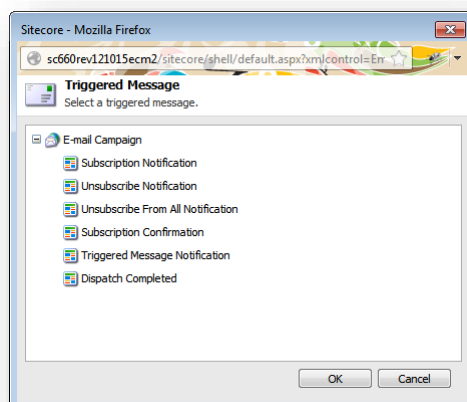 Sitecore - Mozilla Firefox
sc660rev121015ecm2/sitecore/shell/default.aspx?xmlcontrol=Em
Triggered Message
Select a triggered message.
E-mail Campaign
Subscription Notification
Unsubscribe Notification
Unsubscribe From All Notification
Subscription Confirmation
Triggered Message Notification
Dispatch Completed
OK Cancel